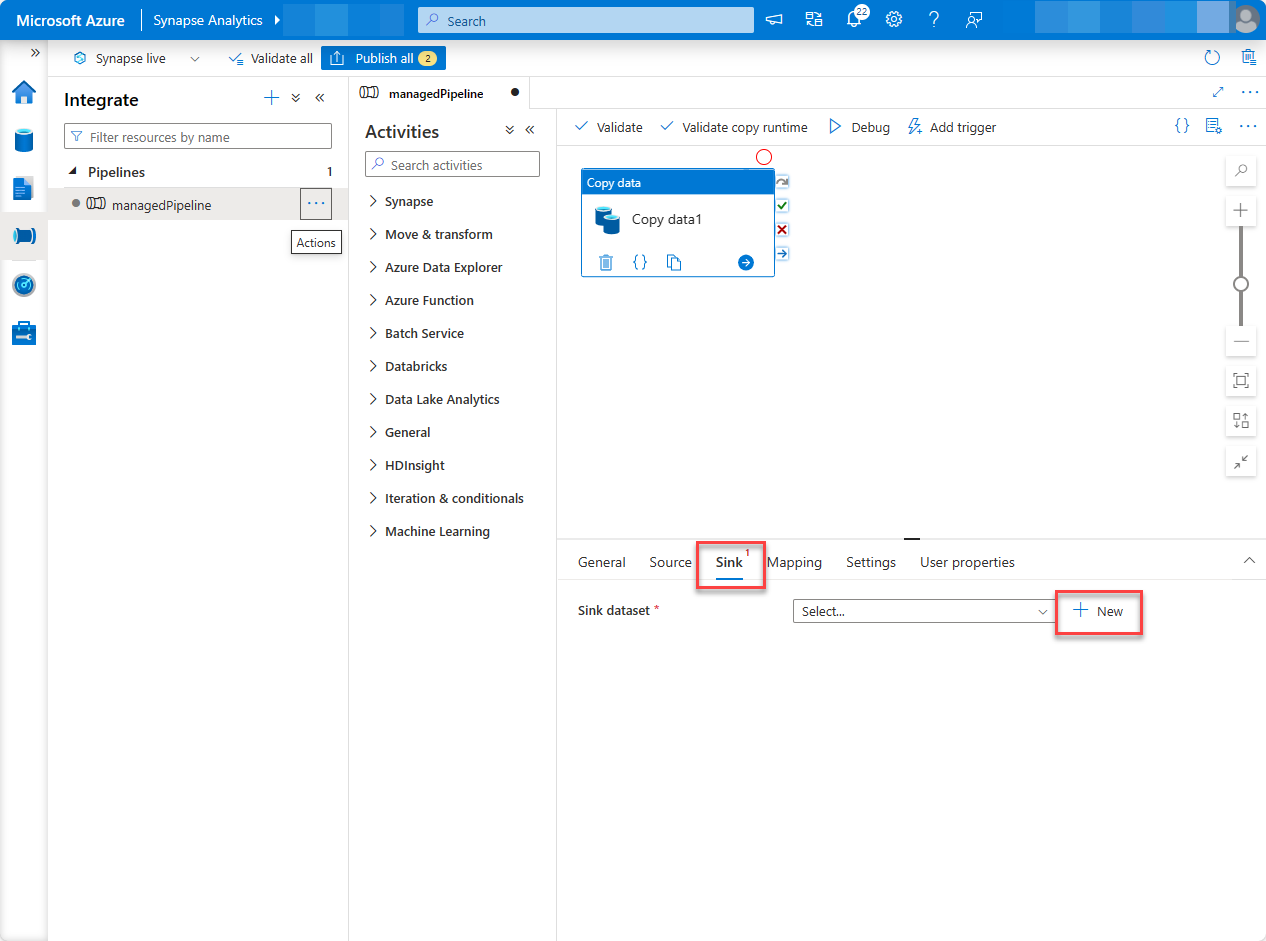 Microsoft Azure
Synapse Analytics
Search
22
Synapse live
Validate all
Publish all
2
Integrate
Filter resources by name
Pipelines
1
managedPipeline
...
Actions
managedPipeline
Activities
Search activities
Synapse
Move & transform
Azure Data Explorer
Azure Function
Batch Service
Databricks
Data Lake Analytics
General
HDInsight
Iteration & conditionals
Machine Learning
Validate
Validate copy runtime
Debug
Add trigger
Copy data
Copy data1
General
Source
Sink 1
Mapping
Settings
User properties
Sink dataset *
Select...
New